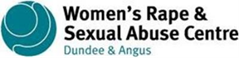 Women's Rape &
Sexual Abuse Centre
Dundee & Angus